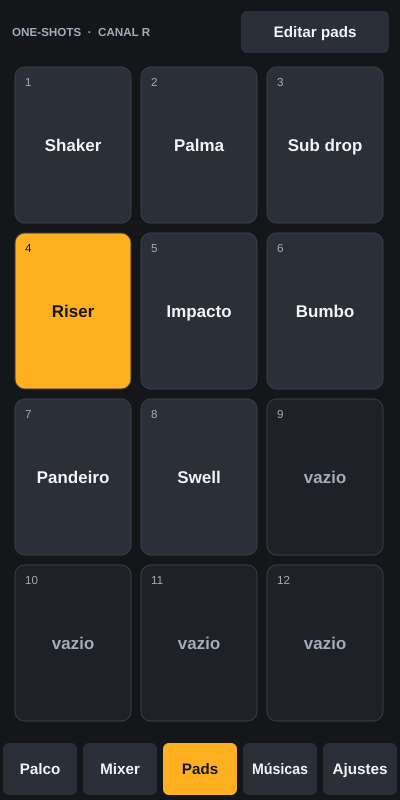 ONE-SHOTS · CANAL R
Editar pads
1
2
3
Shaker
Palma
Sub drop
4
5
6
Riser
Impacto
Bumbo
7
8
9
Pandeiro
Swell
vazio
10
11
12
vazio
vazio
vazio
Palco
Mixer
Pads
Músicas
Ajustes